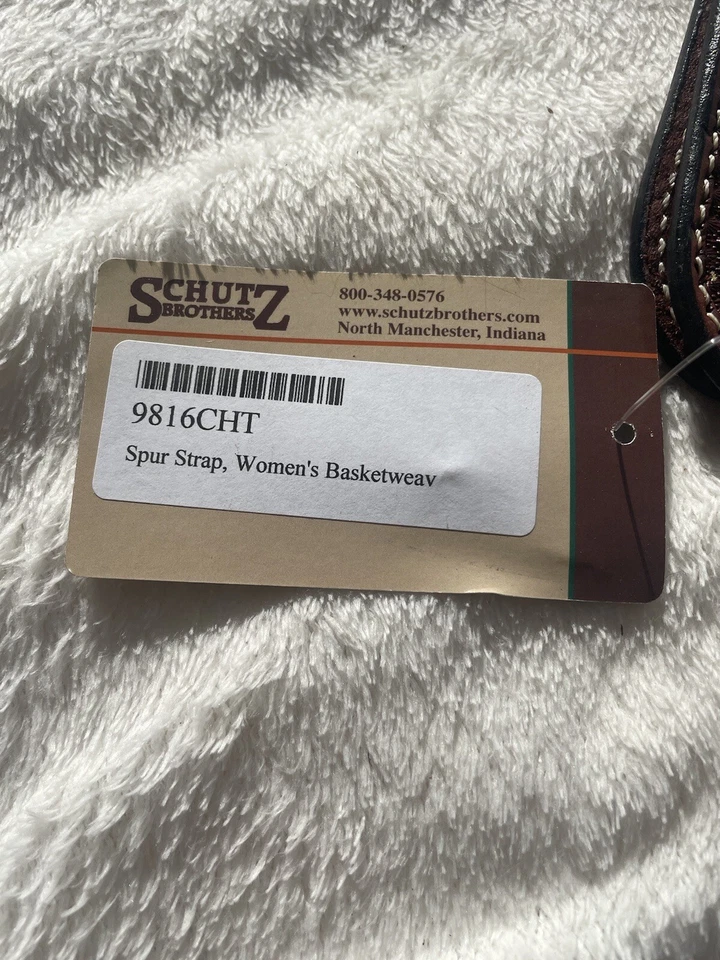 SCHUTZ
BROTHERS
800-348-0576
www.schutzbrothers.com
North Manchester, Indiana
9816CHT
Spur Strap, Women's Basketweav